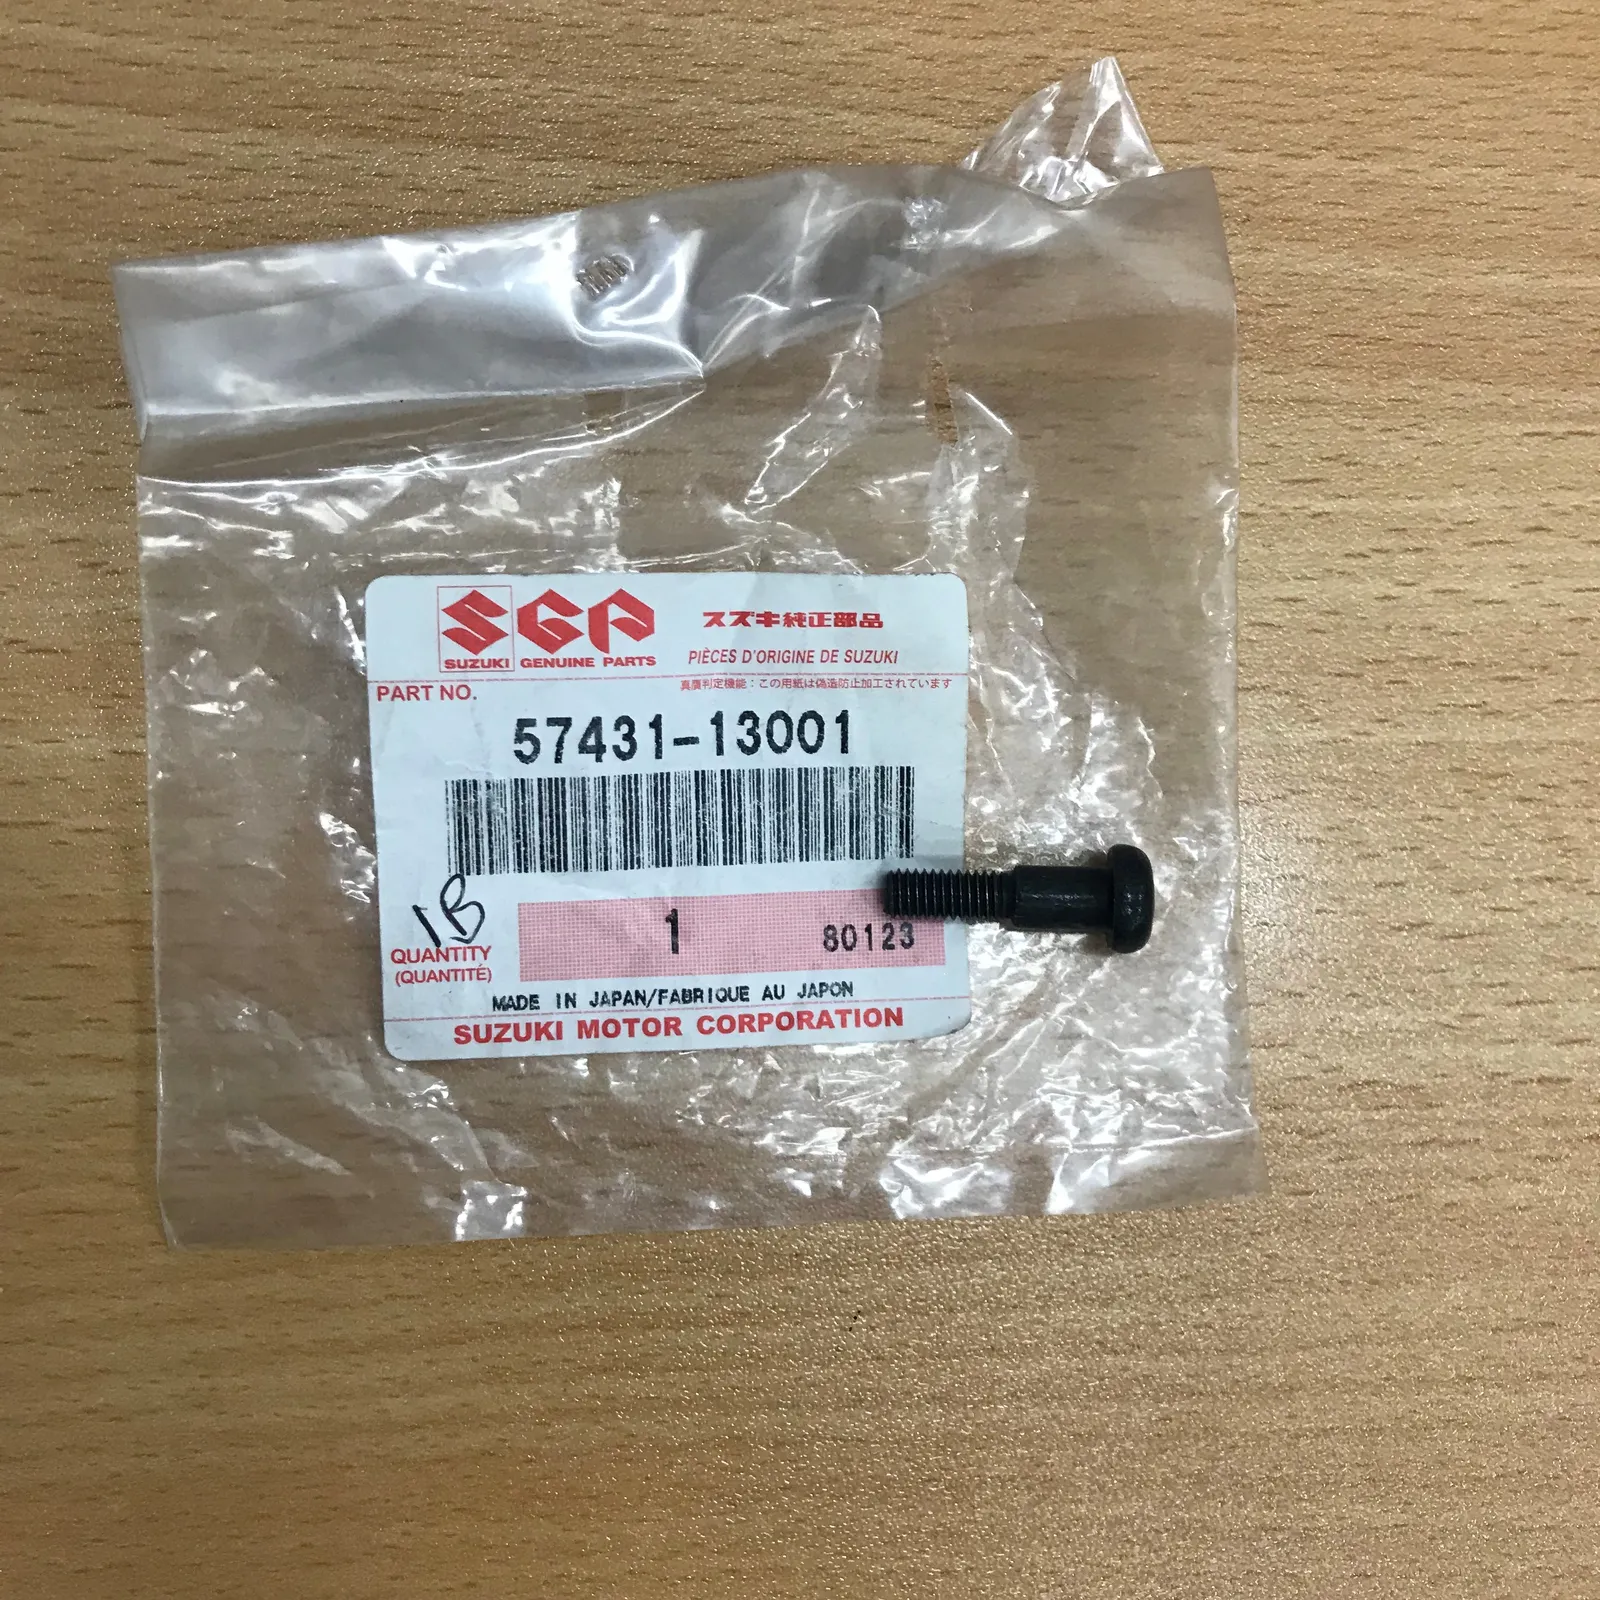 SGP スズキ純正部品
SUZUKI GENUINE PARTS PIÈCES D'ORIGINE DE SUZUKI
PART NO. 真贋判定機能：この用紙は偽造防止加工されています
57431-13001
1B
QUANTITY 1 80123
(QUANTITÉ)
MADE IN JAPAN/FABRIQUE AU JAPON
SUZUKI MOTOR CORPORATION